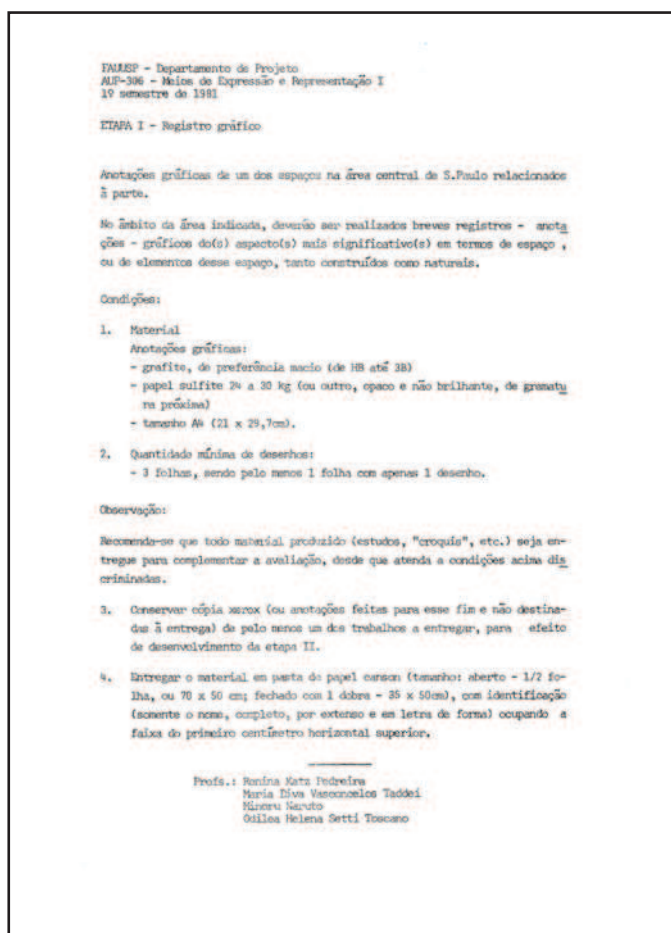 FAUUSP - Departamento de Projeto
AUP-306 - Meios de Expressão e Representação I
1º semestre de 1981
ETAPA I - Registro gráfico
Anotações gráficas de um dos espaços na área central de S.Paulo relacionados
à parte.
No âmbito da área indicada, deverão ser realizados breves registros - anota
ções - gráficos do(s) aspecto(s) mais significativo(s) em termos de espaço ,
ou de elementos desse espaço, tanto construídos como naturais.
Condições:
1. Material
Anotações gráficas:
- grafite, de preferência macio (de HB até 3B)
- papel sulfite 24 a 30 kg (ou outro, opaco e não brilhante, de gramatu
ra próxima)
- tamanho A4 (21 x 29,7cm).
2. Quantidade mínima de desenhos:
- 3 folhas, sendo pelo menos 1 folha com apenas 1 desenho.
Observação:
Recomenda-se que todo material produzido (estudos, "croquis", etc.) seja en-
tregue para complementar a avaliação, desde que atenda a condições acima dis
criminadas.
3. Conservar cópia xerox (ou anotações feitas para esse fim e não destina-
das à entrega) de pelo menos um dos trabalhos a entregar, para efeito
de desenvolvimento da etapa II.
4. Entregar o material em pasta de papel canson (tamanho: aberto - 1/2 fo-
lha, ou 70 x 50 cm; fechado com 1 dobra - 35 x 50cm), com identificação
(somente o nome, completo, por extenso e em letra de forma) ocupando a
faixa do primeiro centímetro horizontal superior.
Profs.: Renina Katz Pedreira
Maria Diva Vasconcelos Taddei
Minoru Naruto
Odilea Helena Setti Toscano